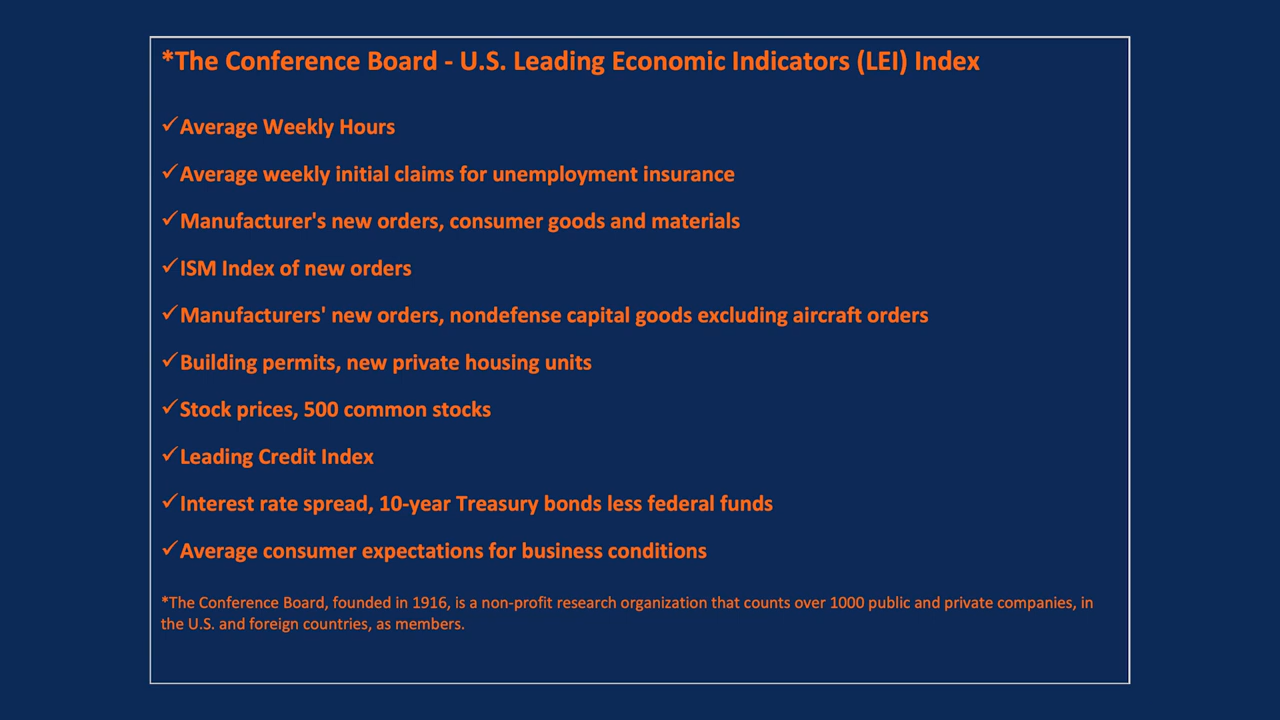 *The Conference Board - U.S. Leading Economic Indicators (LEI) Index
✓Average Weekly Hours
✓Average weekly initial claims for unemployment insurance
✓Manufacturer's new orders, consumer goods and materials
✓ISM Index of new orders
✓Manufacturers' new orders, nondefense capital goods excluding aircraft orders
✓Building permits, new private housing units
✓Stock prices, 500 common stocks
✓Leading Credit Index
✓Interest rate spread, 10-year Treasury bonds less federal funds
✓Average consumer expectations for business conditions
*The Conference Board, founded in 1916, is a non-profit research organization that counts over 1000 public and private companies, in
the U.S. and foreign countries, as members.